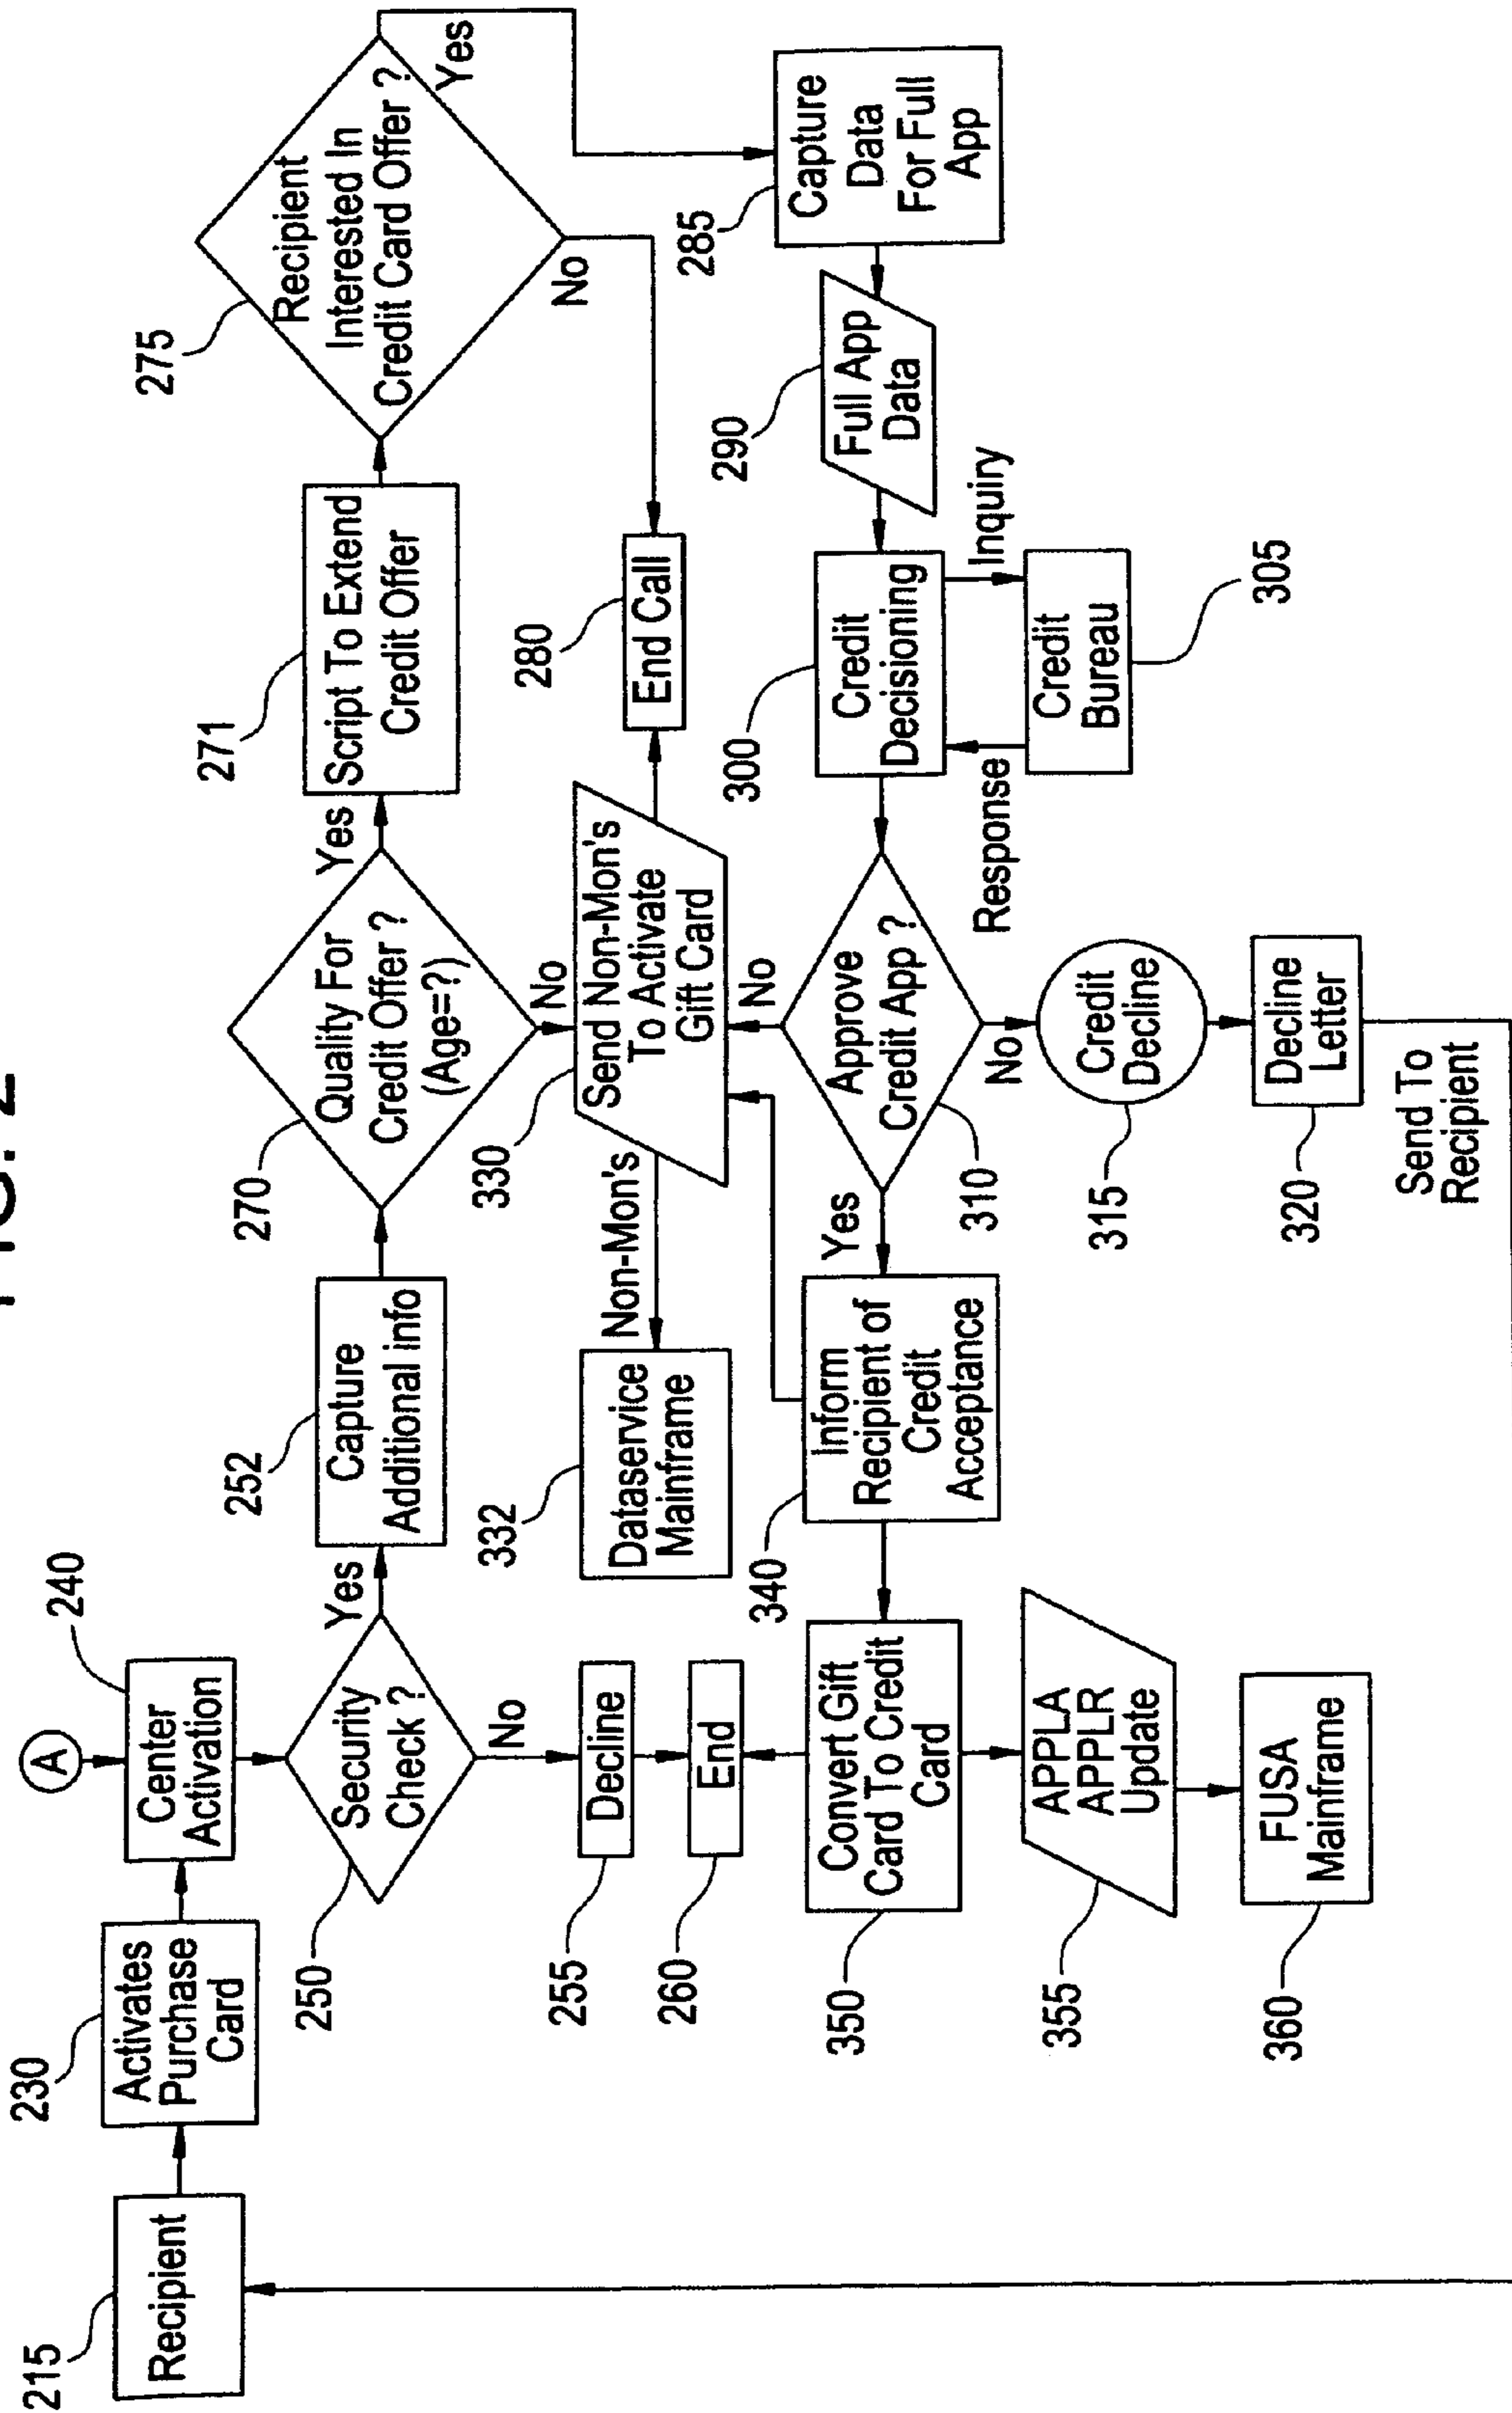 FIG. 2
A
240
Center
Activation
230
Activates
Purchase
Card
215
Recipient
250
Security
Check ?
Yes
No
252
Capture
Additional info
270
Quality For
Credit Offer ?
(Age=?)
Yes
No
271
Script To Extend
Credit Offer
275
Recipient
Interested In
Credit Card Offer ?
Yes
No
255
Decline
260
End
332
Dataservice
Mainframe
Non-Mon's
330
Send Non-Mon's
To Activate
Gift Card
280
End Call
285
Capture
Data
For Full
App
290
Full App
Data
300
Credit
Decisioning
Inquiry
Response
305
Credit
Bureau
310
Approve
Credit App ?
No
Yes
No
340
Inform
Recipient of
Credit
Acceptance
350
Convert Gift
Card To Credit
Card
355
APPLA
APPLR
Update
360
FUSA
Mainframe
315
Credit
Decline
320
Decline
Letter
Send To
Recipient